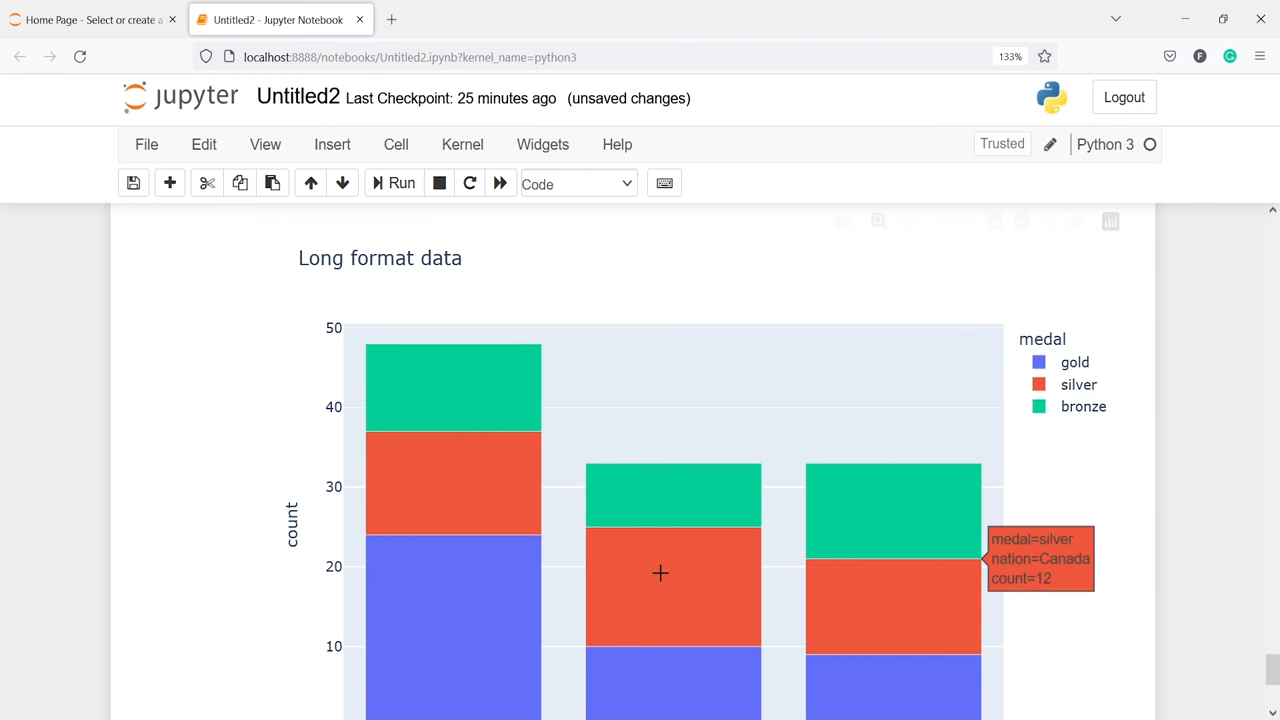 Home Page - Select or create a
Untitled2 - Jupyter Notebook
localhost:8888/notebooks/Untitled2.ipynb?kernel_name=python3
133%
F
G
jupyter
Untitled2 Last Checkpoint: 25 minutes ago (unsaved changes)
Logout
File Edit View Insert Cell Kernel Widgets Help
Trusted
Python 3
Run
Code
Long format data
50
40
30
20
10
count
medal
gold
silver
bronze
medal=silver
nation=Canada
count=12